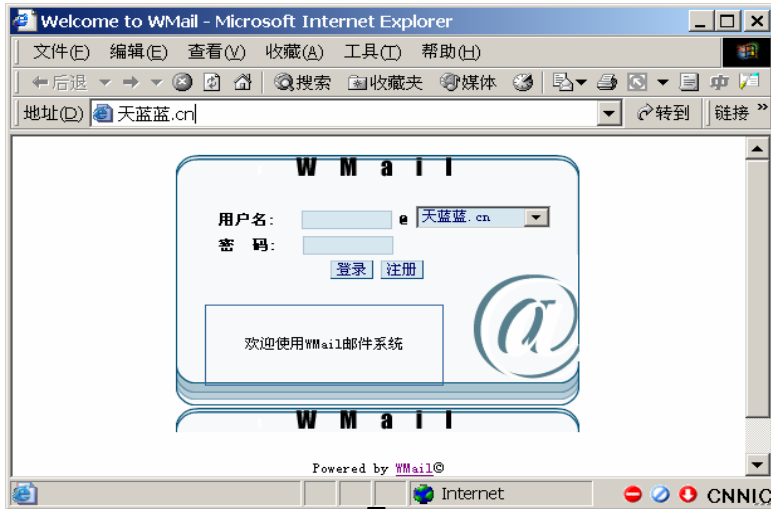 Welcome to WMail - Microsoft Internet Explorer
文件(F) 编辑(E) 查看(V) 收藏(A) 工具(T) 帮助(H)
后退 搜索 收藏夹 媒体
地址(D) 天蓝蓝.cn 转到 链接 »
W M a i l
用户名: @ 天蓝蓝.cn
密 码:
登录 注册
@
欢迎使用WMail邮件系统
W M a i l
Powered by WMail©
Internet CNNIC